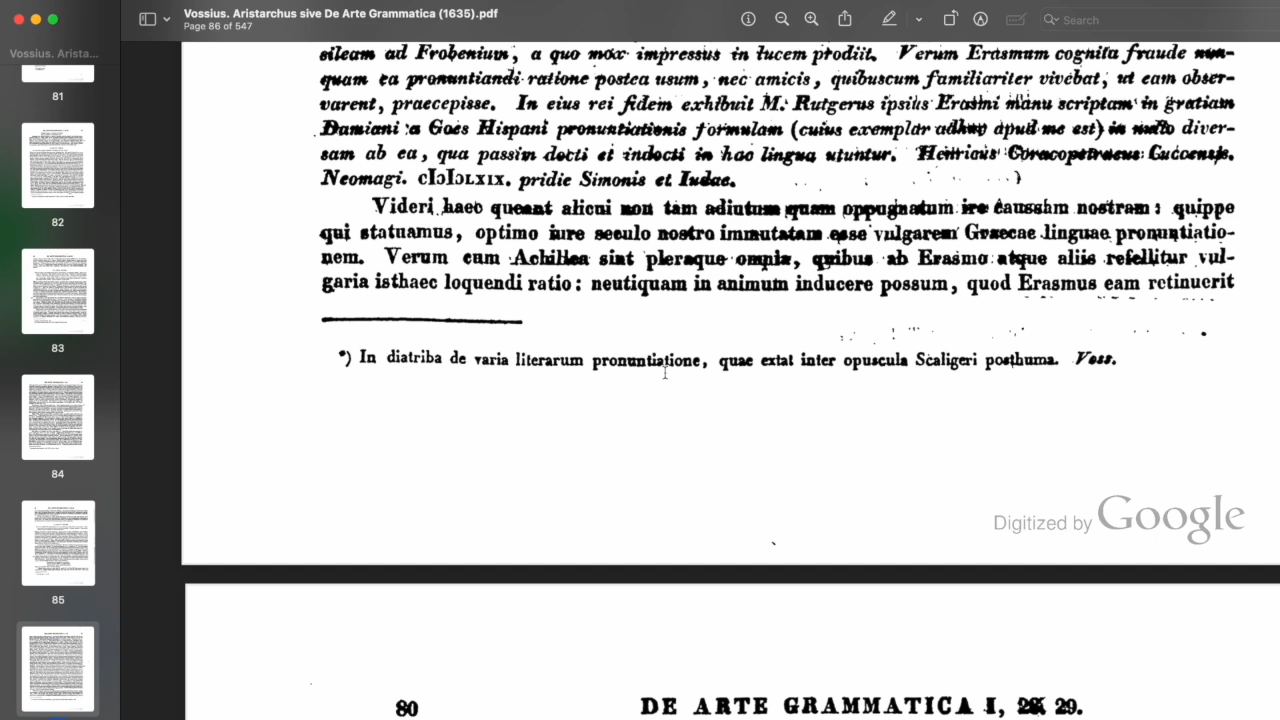 Vossius. Aristarchus sive De Arte Grammatica (1635).pdf
Page 86 of 547
Search
Vossius. Arista...
81
82
83
84
85
sileam ad Frobenium, a quo mox impressus in lucem prodiit. Verum Erasmum cognita fraude nun-
quam ea pronuntiandi ratione postea usum, nec amicis, quibuscum familiariter vivebat, ut eam obser-
varent, praecepisse. In eius rei fidem exhibuit M. Rutgerus ipsius Erasmi manu scriptam in gratiam
Damiani a Goes Hispani pronuntiationis formulam (cuius exemplar adhuc apud me est) in nullo diver-
sam ab ea, qua passim docti et indocti in hac lingua utuntur. Henricus Coracopetraeus Cuccensis.
Neomagi. cIↃIↃLXIX. pridie Simonis et Iudae. )
Videri haec queant alicui non tam adiutum quam oppugnatum ire caussam nostram: quippe
qui statuamus, optimo iure seculo nostro immutatam esse vulgarem Graecae linguae pronuntiatio-
nem. Verum cum Achillea sint pleraque omnia, quibus ab Erasmo atque aliis refellitur vul-
garia isthaec loquendi ratio: neutiquam in animum inducere possum, quod Erasmus eam retinuerit
*) In diatriba de varia literarum pronuntiatione, quae extat inter opuscula Scaligeri posthuma. Voss.
Digitized by Google
80 DE ARTE GRAMMATICA I, 28. 29.